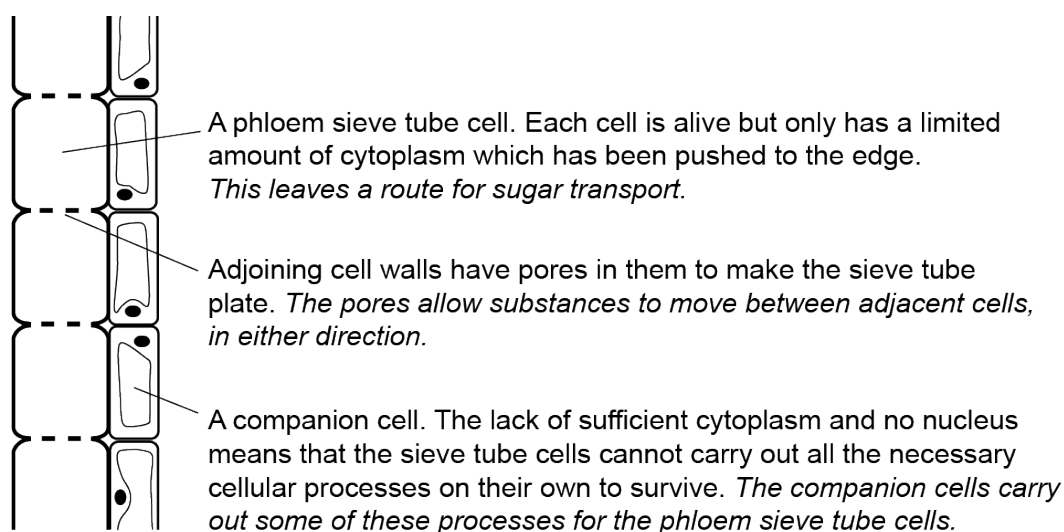 A phloem sieve tube cell. Each cell is alive but only has a limited
amount of cytoplasm which has been pushed to the edge.
This leaves a route for sugar transport.
Adjoining cell walls have pores in them to make the sieve tube
plate. The pores allow substances to move between adjacent cells,
in either direction.
A companion cell. The lack of sufficient cytoplasm and no nucleus
means that the sieve tube cells cannot carry out all the necessary
cellular processes on their own to survive. The companion cells carry
out some of these processes for the phloem sieve tube cells.